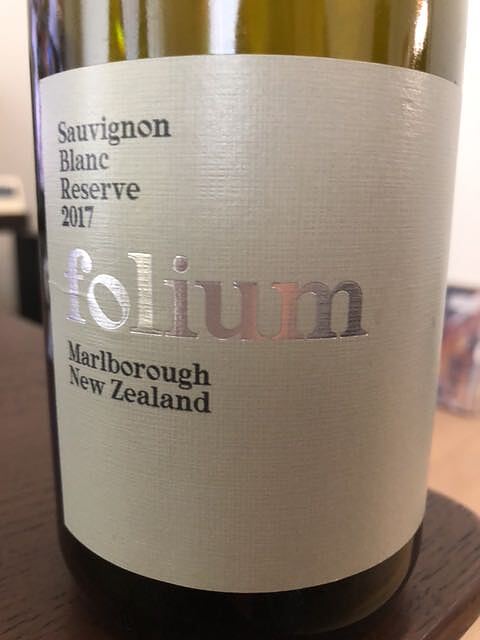 Sauvignon
Blanc
Reserve
2017
folium
Marlborough
New Zealand